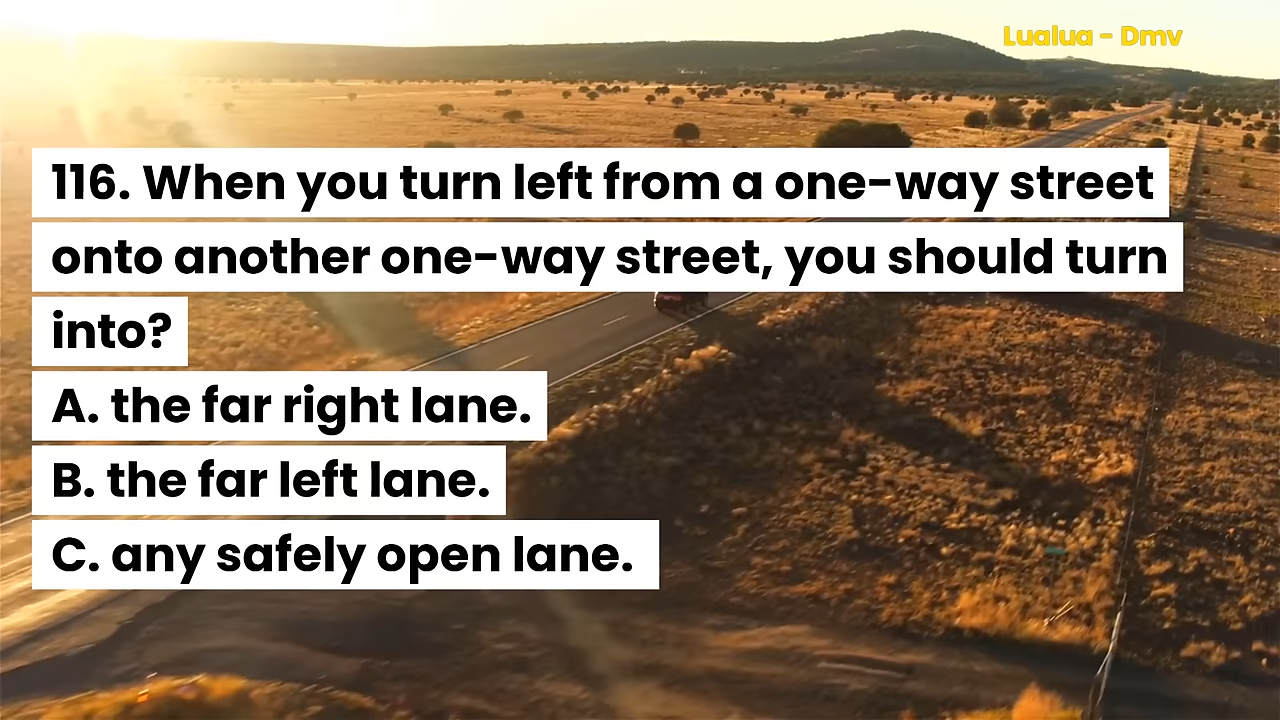 Lualua - Dmv
116. When you turn left from a one-way street
onto another one-way street, you should turn
into?
A. the far right lane.
B. the far left lane.
C. any safely open lane.